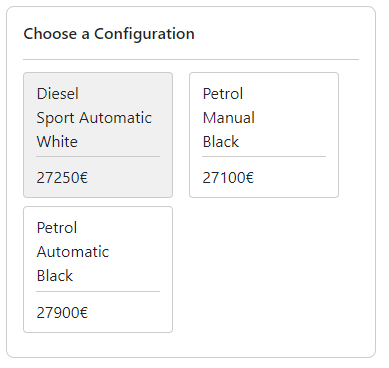 Choose a Configuration
Diesel
Sport Automatic
White
27250€
Petrol
Manual
Black
27100€
Petrol
Automatic
Black
27900€